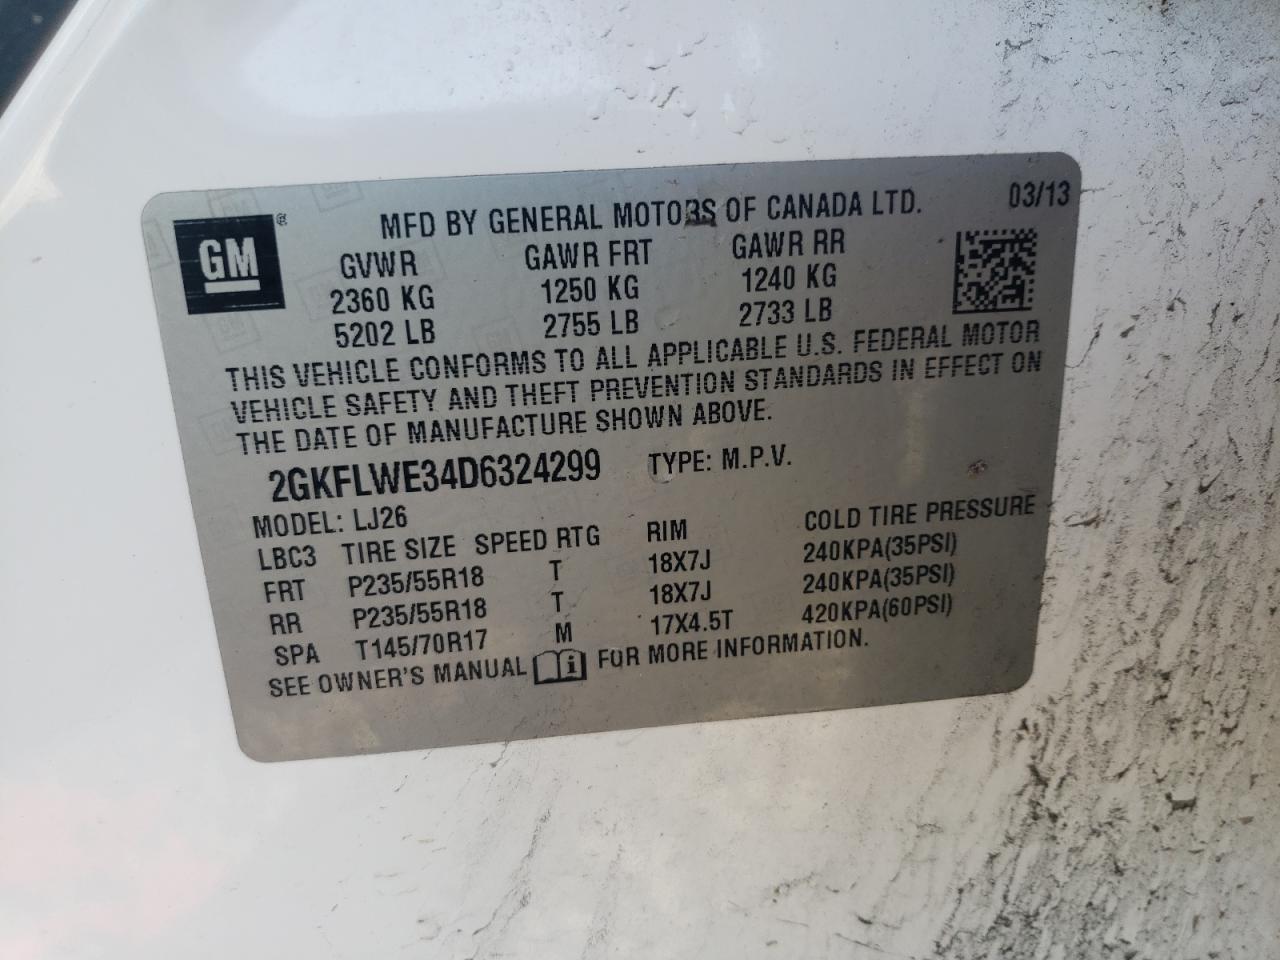 GM ®
MFD BY GENERAL MOTORS OF CANADA LTD. 03/13
GVWR GAWR FRT GAWR RR
2360 KG 1250 KG 1240 KG
5202 LB 2755 LB 2733 LB
THIS VEHICLE CONFORMS TO ALL APPLICABLE U.S. FEDERAL MOTOR
VEHICLE SAFETY AND THEFT PREVENTION STANDARDS IN EFFECT ON
THE DATE OF MANUFACTURE SHOWN ABOVE.
2GKFLWE34D6324299 TYPE: M.P.V.
MODEL: LJ26
LBC3 TIRE SIZE SPEED RTG RIM COLD TIRE PRESSURE
FRT P235/55R18 T 18X7J 240KPA(35PSI)
RR P235/55R18 T 18X7J 240KPA(35PSI)
SPA T145/70R17 M 17X4.5T 420KPA(60PSI)
SEE OWNER'S MANUAL FOR MORE INFORMATION.